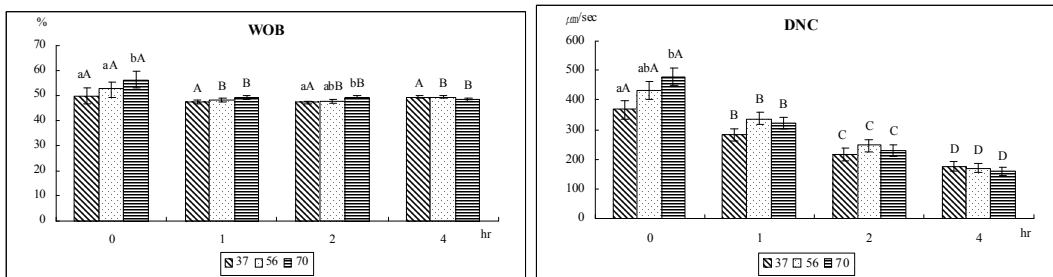 WOB
%
70
60
50
40
30
20
10
0
aA aA bA
A B B
aA abB bB
A B B
0 1 2 4 hr
37 56 70
DNC
㎛/sec
600
500
400
300
200
100
0
aA abA bA
B B B
C C C
D D D
0 1 2 4 hr
37 56 70